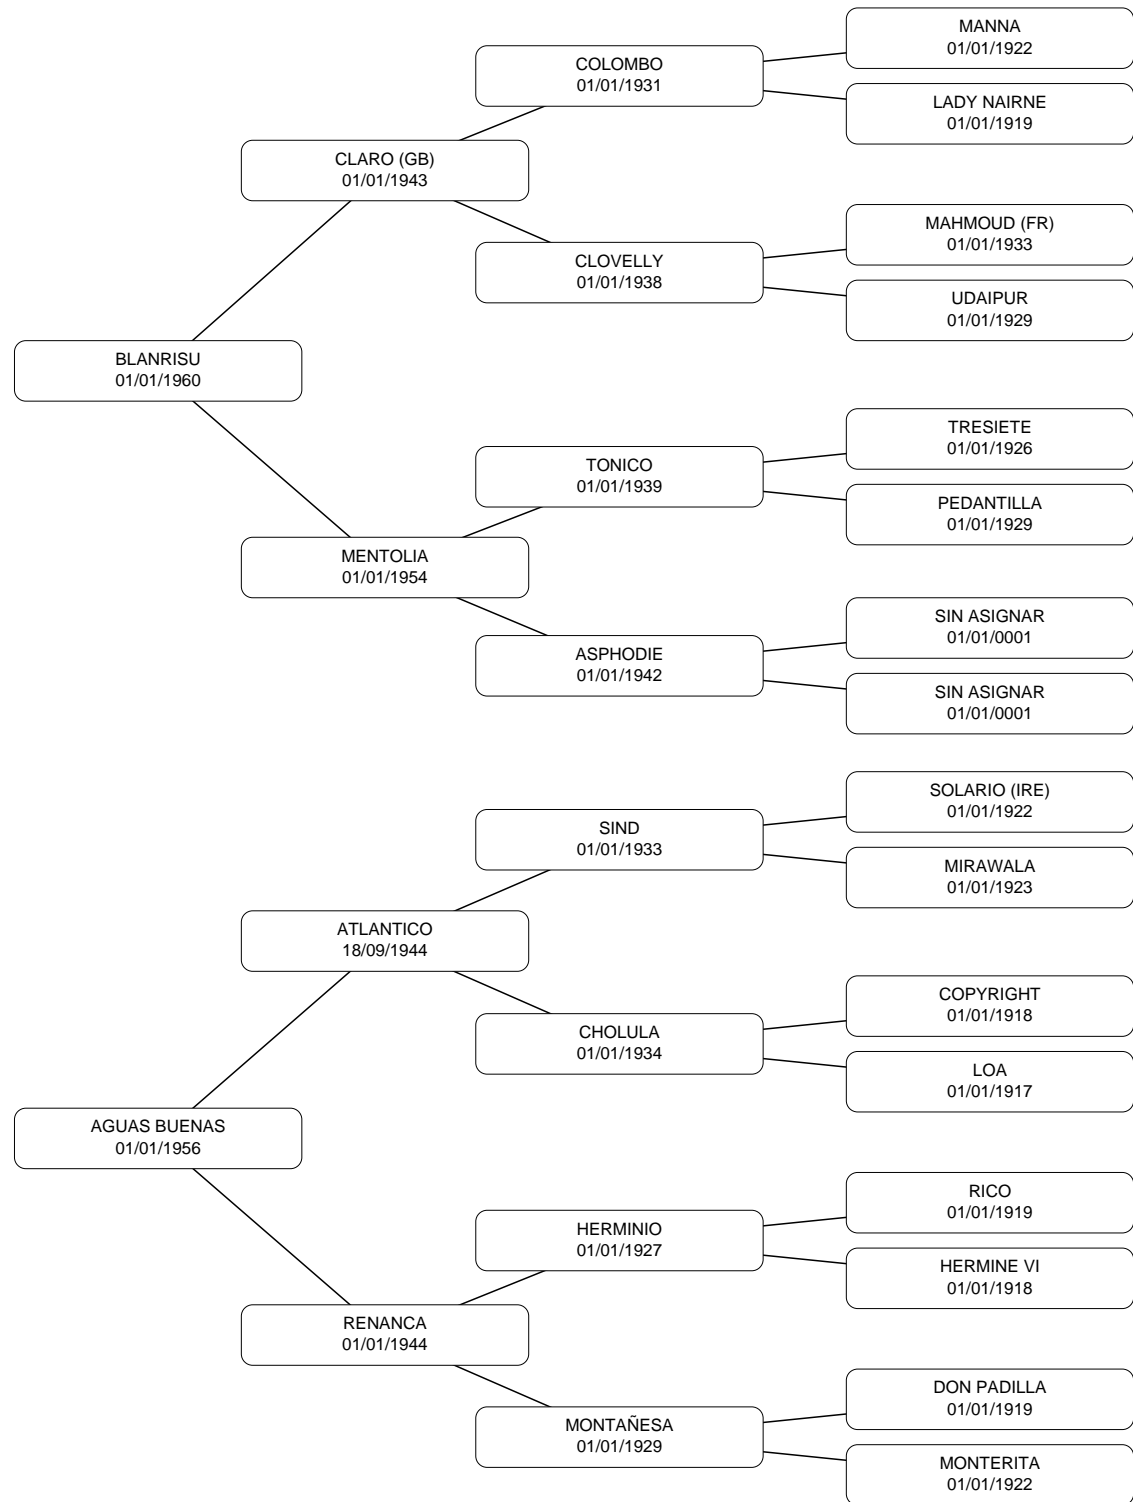 MANNA
01/01/1922
COLOMBO
01/01/1931
LADY NAIRNE
01/01/1919
CLARO (GB)
01/01/1943
MAHMOUD (FR)
01/01/1933
CLOVELLY
01/01/1938
UDAIPUR
01/01/1929
BLANRISU
01/01/1960
TRESIETE
01/01/1926
TONICO
01/01/1939
PEDANTILLA
01/01/1929
MENTOLIA
01/01/1954
SIN ASIGNAR
01/01/0001
ASPHODIE
01/01/1942
SIN ASIGNAR
01/01/0001
SOLARIO (IRE)
01/01/1922
SIND
01/01/1933
MIRAWALA
01/01/1923
ATLANTICO
18/09/1944
COPYRIGHT
01/01/1918
CHOLULA
01/01/1934
LOA
01/01/1917
AGUAS BUENAS
01/01/1956
RICO
01/01/1919
HERMINIO
01/01/1927
HERMINE VI
01/01/1918
RENANCA
01/01/1944
DON PADILLA
01/01/1919
MONTAÑESA
01/01/1929
MONTERITA
01/01/1922